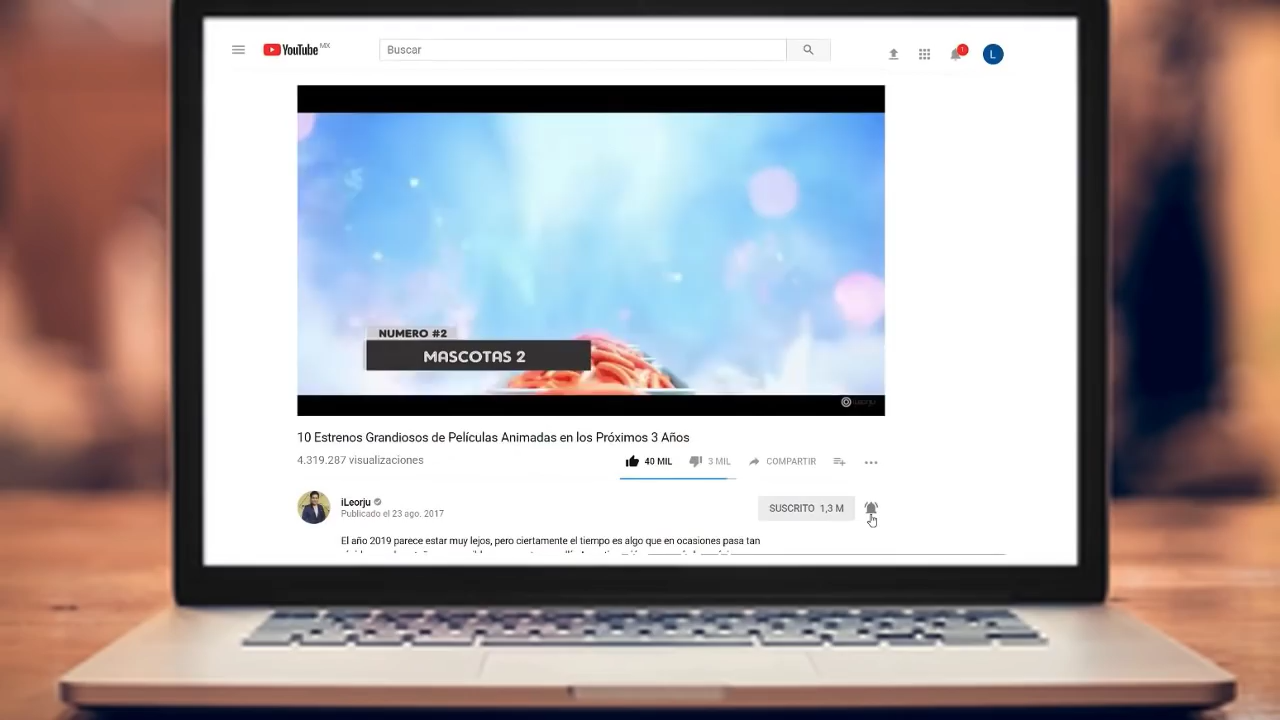 YouTube MX
Buscar
1
L
NUMERO #2
MASCOTAS 2
iLeorju
10 Estrenos Grandiosos de Películas Animadas en los Próximos 3 Años
4.319.287 visualizaciones
40 MIL
3 MIL
COMPARTIR
iLeorju
Publicado el 23 ago. 2017
SUSCRITO 1,3 M
El año 2019 parece estar muy lejos, pero ciertamente el tiempo es algo que en ocasiones pasa tan